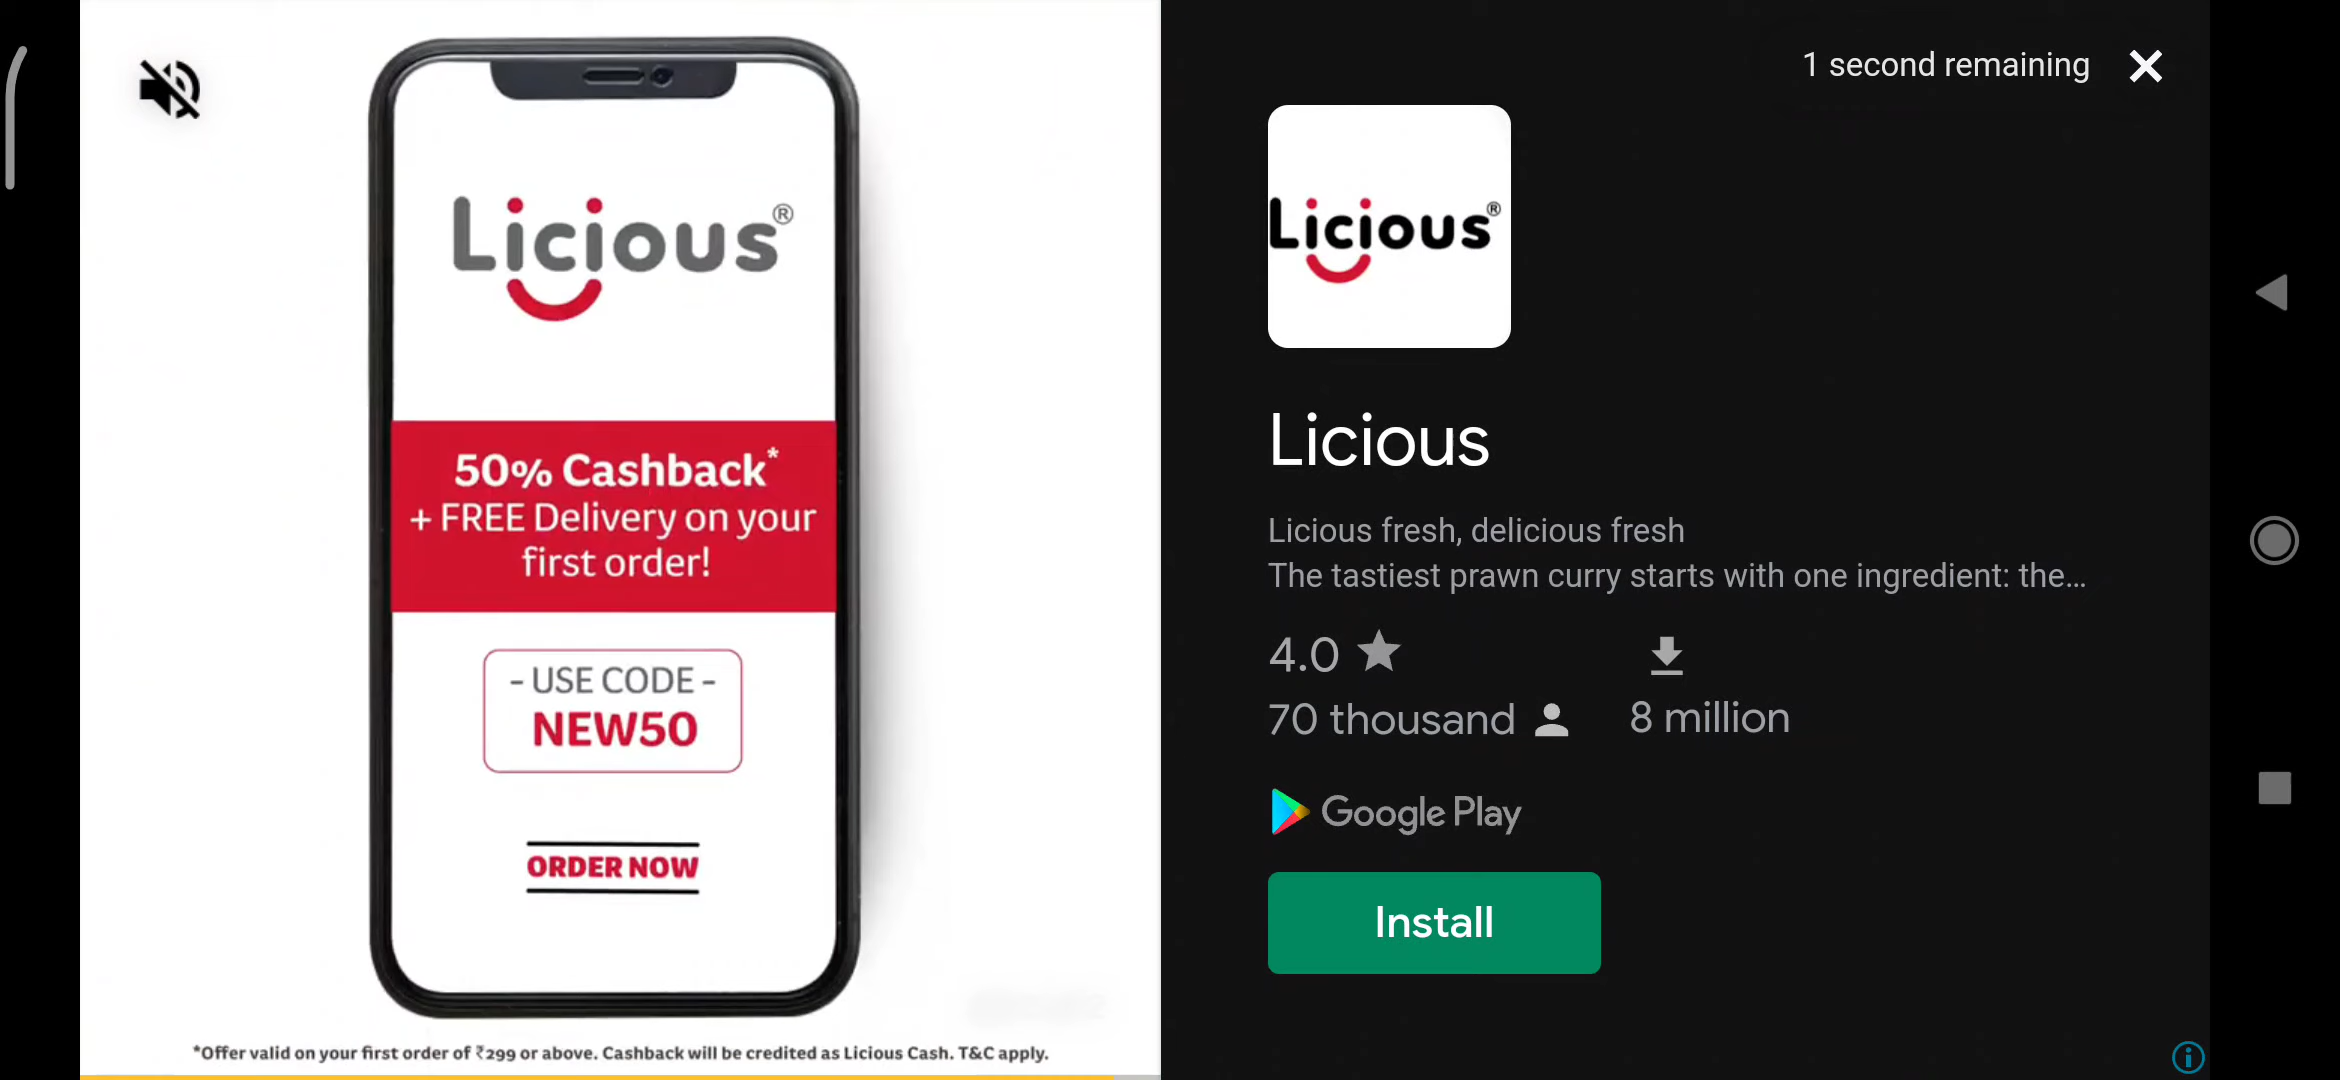 Licious®
50% Cashback*
+ FREE Delivery on your
first order!
- USE CODE -
NEW50
ORDER NOW
*Offer valid on your first order of ₹299 or above. Cashback will be credited as Licious Cash. T&C apply.
1 second remaining
Licious®
Licious
Licious fresh, delicious fresh
The tastiest prawn curry starts with one ingredient: the...
4.0
70 thousand
8 million
Google Play
Install